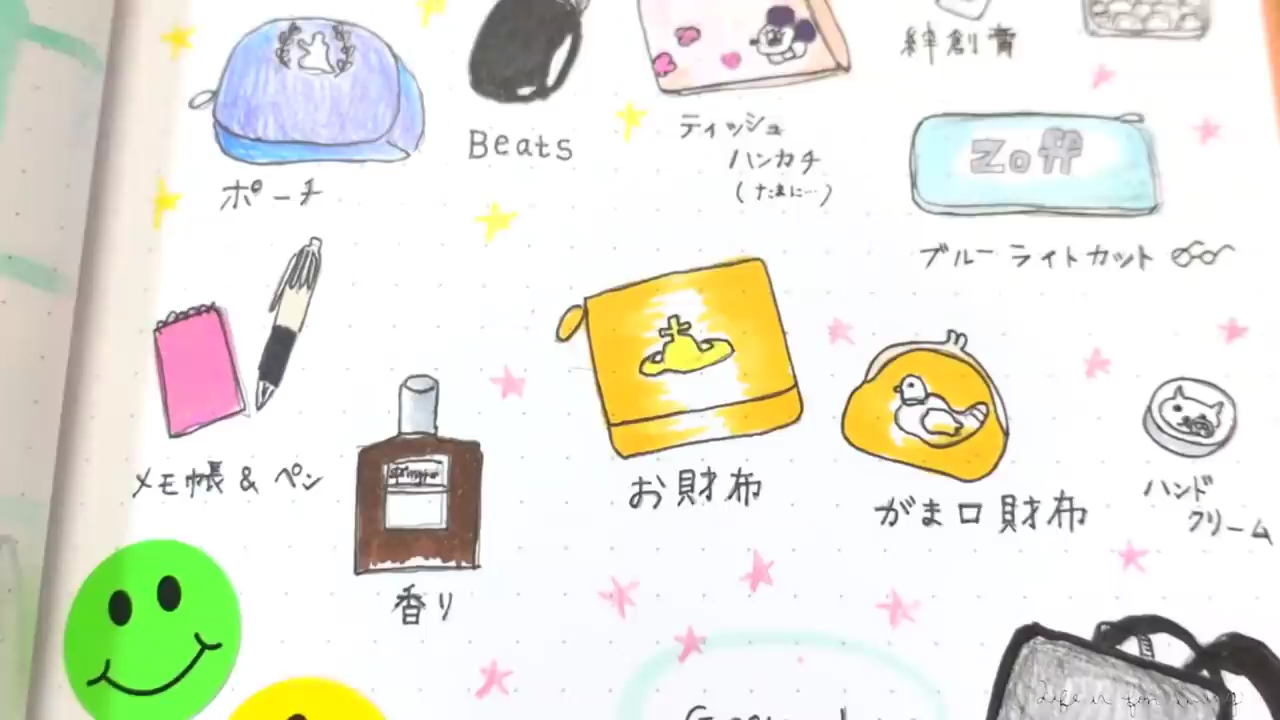 絆創膏
Beats
ティッシュ
ハンカチ
(たまに…)
Zoff
ポーチ
ブルーライトカット
メモ帳 & ペン
お財布
がま口財布
ハンド
クリーム
香り